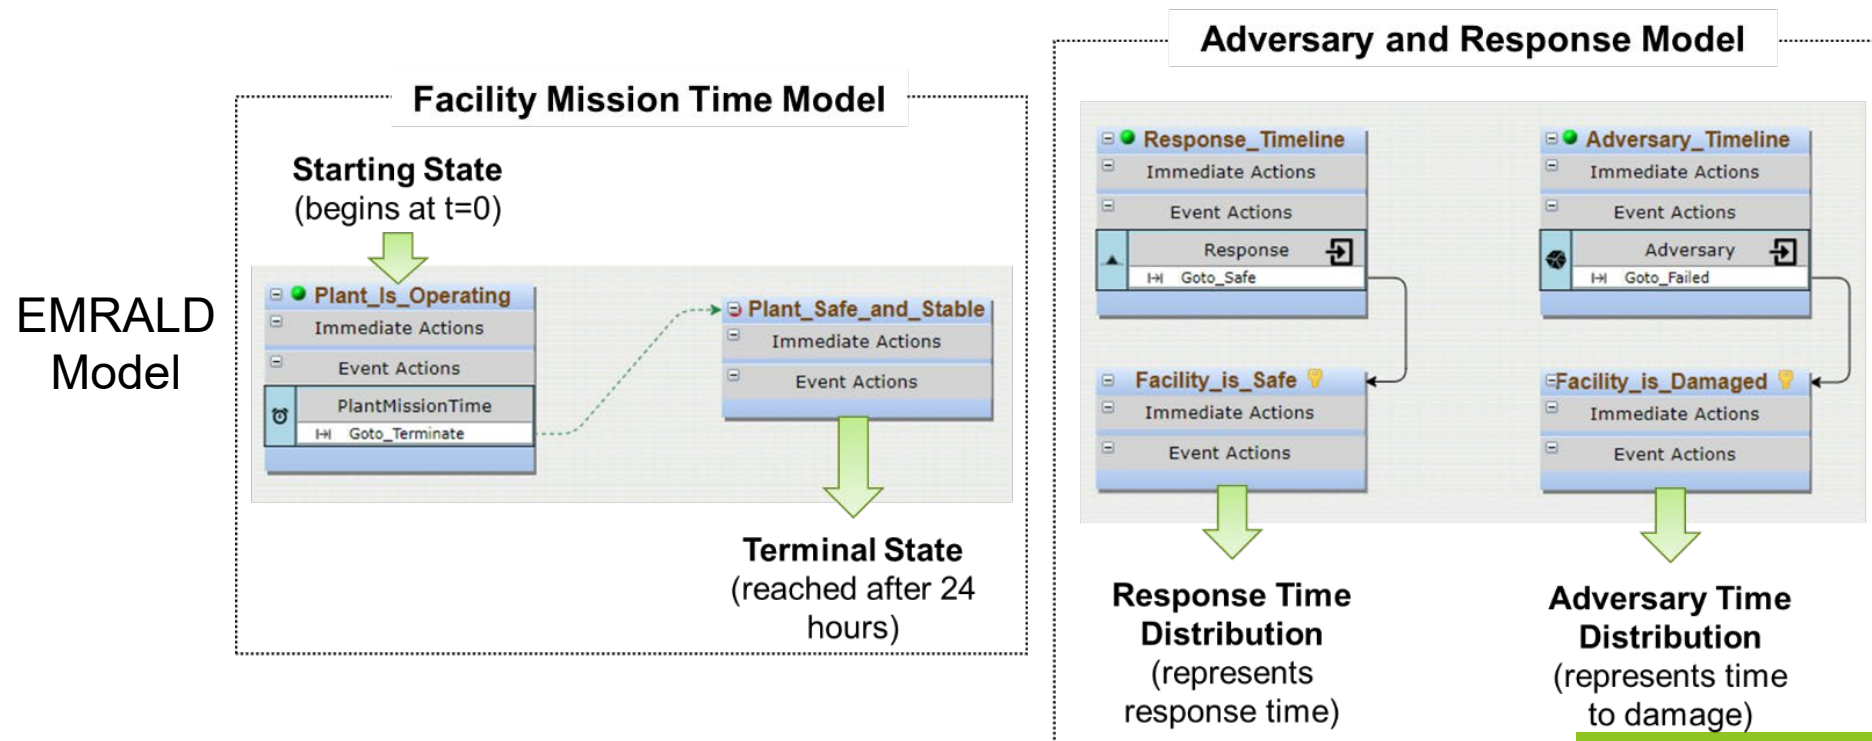 EMRALD
Model
Facility Mission Time Model
Starting State
(begins at t=0)
Plant_Is_Operating
Immediate Actions
Event Actions
PlantMissionTime
Goto_Terminate
Plant_Safe_and_Stable
Immediate Actions
Event Actions
Terminal State
(reached after 24
hours)
Adversary and Response Model
Response_Timeline
Immediate Actions
Event Actions
Response
Goto_Safe
Facility_is_Safe
Immediate Actions
Event Actions
Response Time
Distribution
(represents
response time)
Adversary_Timeline
Immediate Actions
Event Actions
Adversary
Goto_Failed
Facility_is_Damaged
Immediate Actions
Event Actions
Adversary Time
Distribution
(represents time
to damage)